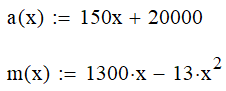 a(x) := 150x + 20000
m(x) := 1300·x − 13·x²